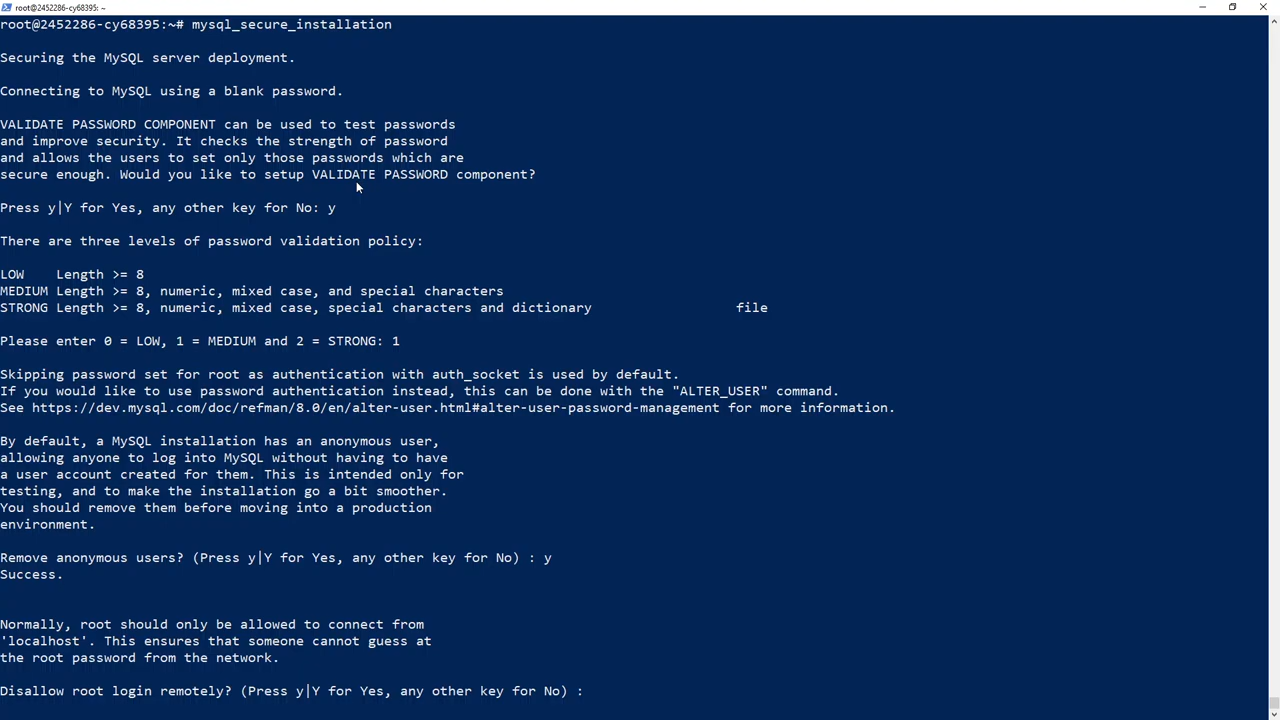 root@2452286-cy68395: ~
root@2452286-cy68395:~# mysql_secure_installation
Securing the MySQL server deployment.
Connecting to MySQL using a blank password.
VALIDATE PASSWORD COMPONENT can be used to test passwords
and improve security. It checks the strength of password
and allows the users to set only those passwords which are
secure enough. Would you like to setup VALIDATE PASSWORD component?
Press y|Y for Yes, any other key for No: y
There are three levels of password validation policy:
LOW    Length >= 8
MEDIUM Length >= 8, numeric, mixed case, and special characters
STRONG Length >= 8, numeric, mixed case, special characters and dictionary                  file
Please enter 0 = LOW, 1 = MEDIUM and 2 = STRONG: 1
Skipping password set for root as authentication with auth_socket is used by default.
If you would like to use password authentication instead, this can be done with the "ALTER_USER" command.
See https://dev.mysql.com/doc/refman/8.0/en/alter-user.html#alter-user-password-management for more information.
By default, a MySQL installation has an anonymous user,
allowing anyone to log into MySQL without having to have
a user account created for them. This is intended only for
testing, and to make the installation go a bit smoother.
You should remove them before moving into a production
environment.
Remove anonymous users? (Press y|Y for Yes, any other key for No) : y
Success.
Normally, root should only be allowed to connect from
'localhost'. This ensures that someone cannot guess at
the root password from the network.
Disallow root login remotely? (Press y|Y for Yes, any other key for No) :